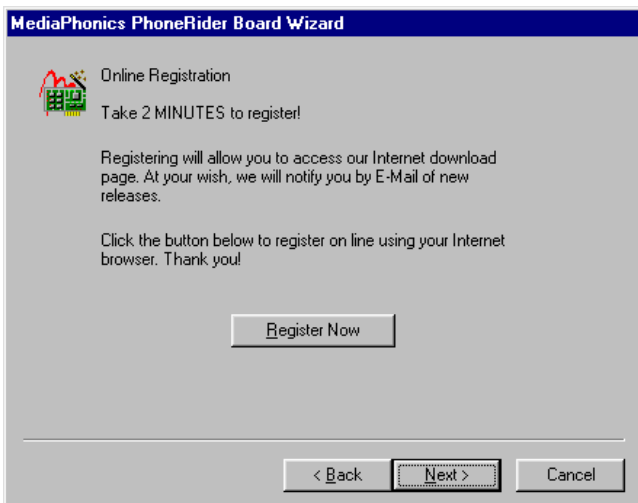 MediaPhonics PhoneRider Board Wizard
Online Registration
Take 2 MINUTES to register!
Registering will allow you to access our Internet download
page. At your wish, we will notify you by E-Mail of new
releases.
Click the button below to register on line using your Internet
browser. Thank you!
Register Now
< Back
Next >
Cancel